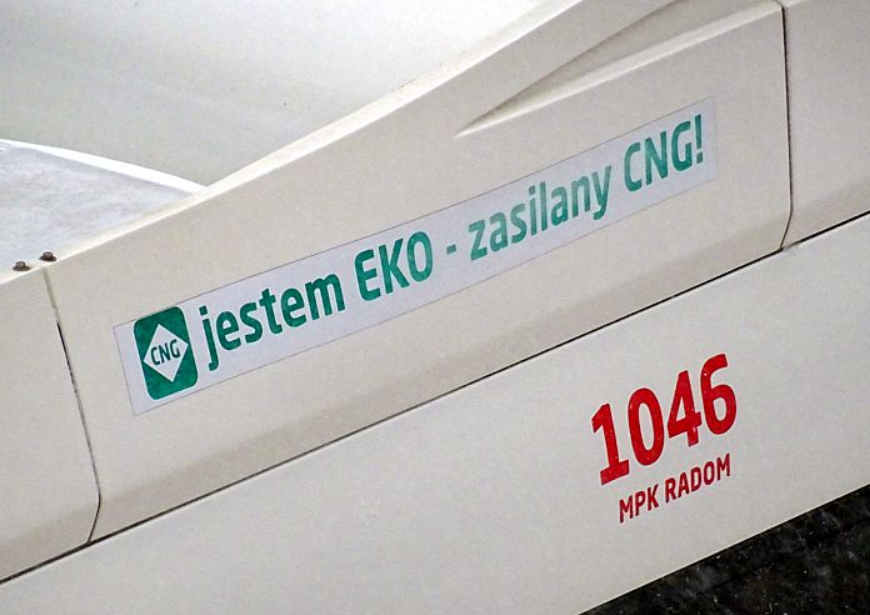 CNG
jestem EKO - zasilany CNG!
1046
MPK RADOM